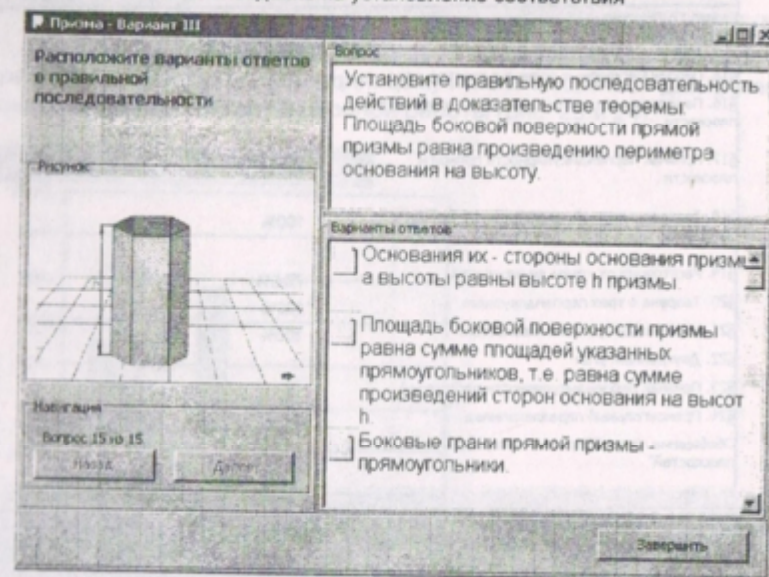 установление соответствия
Призма - Вариант III
Расположите варианты ответов
в правильной
последовательности
Вопрос
Установите правильную последовательность
действий в доказательстве теоремы:
Площадь боковой поверхности прямой
призмы равна произведению периметра
основания на высоту.
Рисунок
Варианты ответов
Основания их - стороны основания призмы
а высоты равны высоте h призмы.
Площадь боковой поверхности призмы
равна сумме площадей указанных
прямоугольников, т.е. равна сумме
произведений сторон основания на высот
h.
Боковые грани прямой призмы -
прямоугольники.
Навигация
Вопрос 15 из 15
Назад
Далее
Завершить